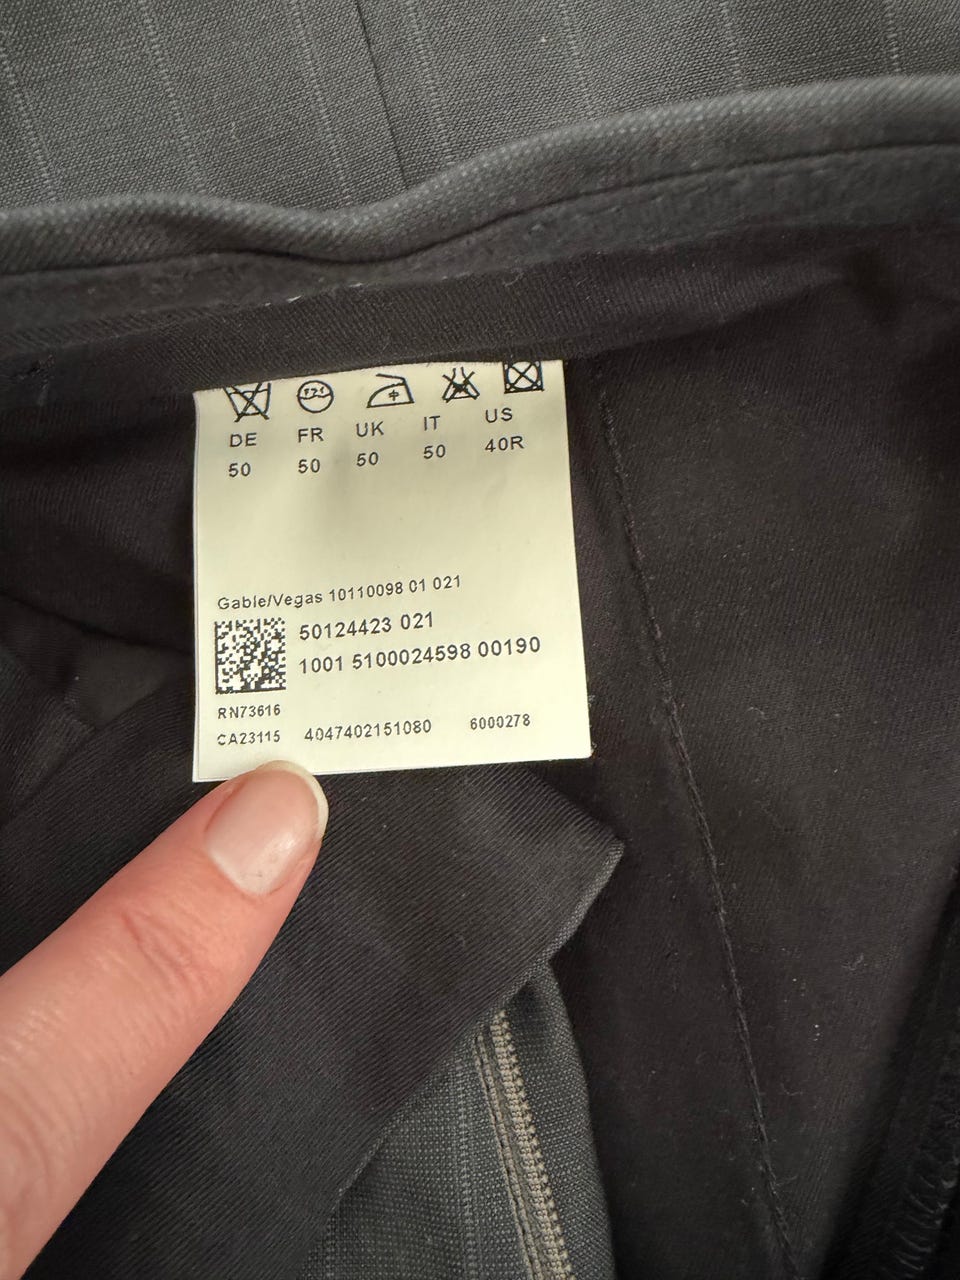 DE FR UK IT US
50 50 50 50 40R
Gable/Vegas 10110098 01 021
50124423 021
1001 5100024598 00190
RN73616
CA23115 4047402151080 6000278